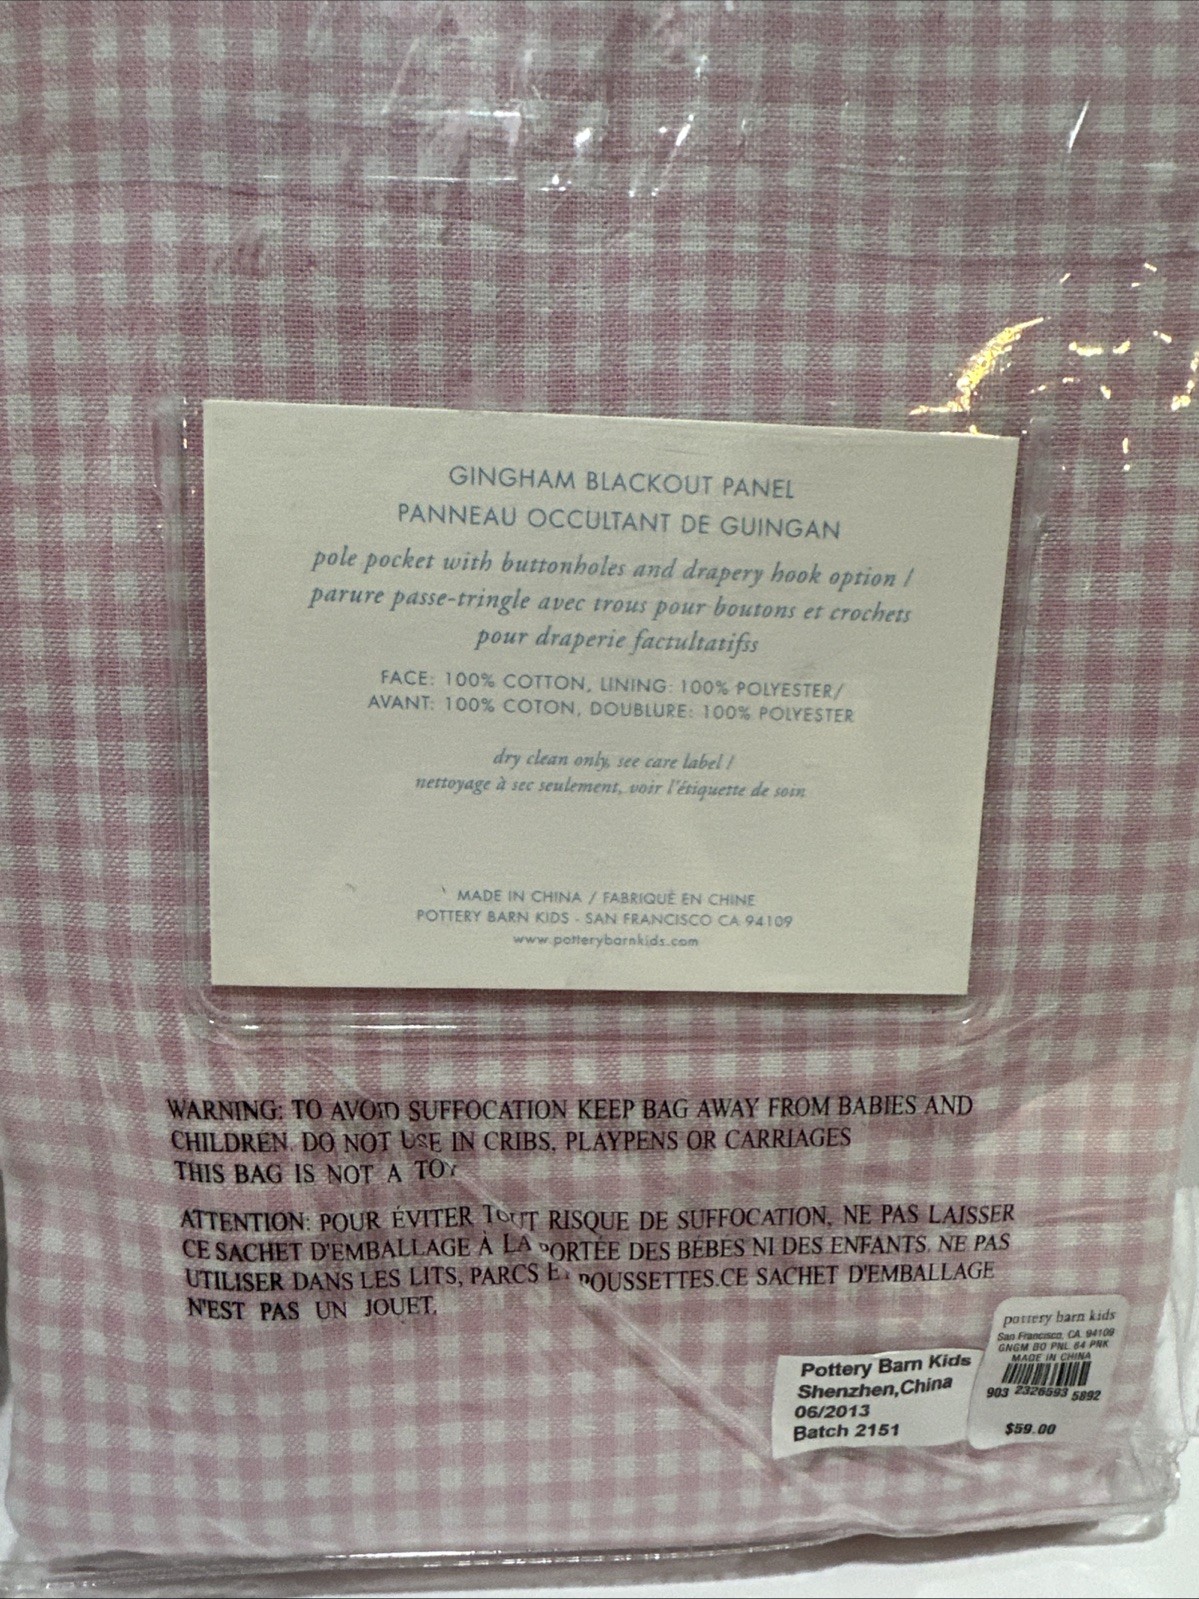 GINGHAM BLACKOUT PANEL
PANNEAU OCCULTANT DE GUINGAN
pole pocket with buttonholes and drapery hook option /
parure passe-tringle avec trous pour boutons et crochets
pour draperie factultatifss
FACE: 100% COTTON, LINING: 100% POLYESTER/
AVANT: 100% COTON, DOUBLURE: 100% POLYESTER
dry clean only, see care label /
nettoyage à sec seulement, voir l'étiquette de soin
MADE IN CHINA / FABRIQUÉ EN CHINE
POTTERY BARN KIDS - SAN FRANCISCO CA 94109
www.potterybarnkids.com
WARNING: TO AVOID SUFFOCATION KEEP BAG AWAY FROM BABIES AND
CHILDREN. DO NOT USE IN CRIBS, PLAYPENS OR CARRIAGES
THIS BAG IS NOT A TOY
ATTENTION: POUR ÉVITER TOUT RISQUE DE SUFFOCATION, NE PAS LAISSER
CE SACHET D'EMBALLAGE À LA PORTÉE DES BÉBÉS NI DES ENFANTS. NE PAS
UTILISER DANS LES LITS, PARCS ET POUSSETTES.CE SACHET D'EMBALLAGE
N'EST PAS UN JOUET.
Pottery Barn Kids
Shenzhen,China
06/2013
Batch 2151
pottery barn kids
San Francisco, CA 94109
GNGM BO PNL 64 PNK
MADE IN CHINA
903 2326593 5892
$59.00